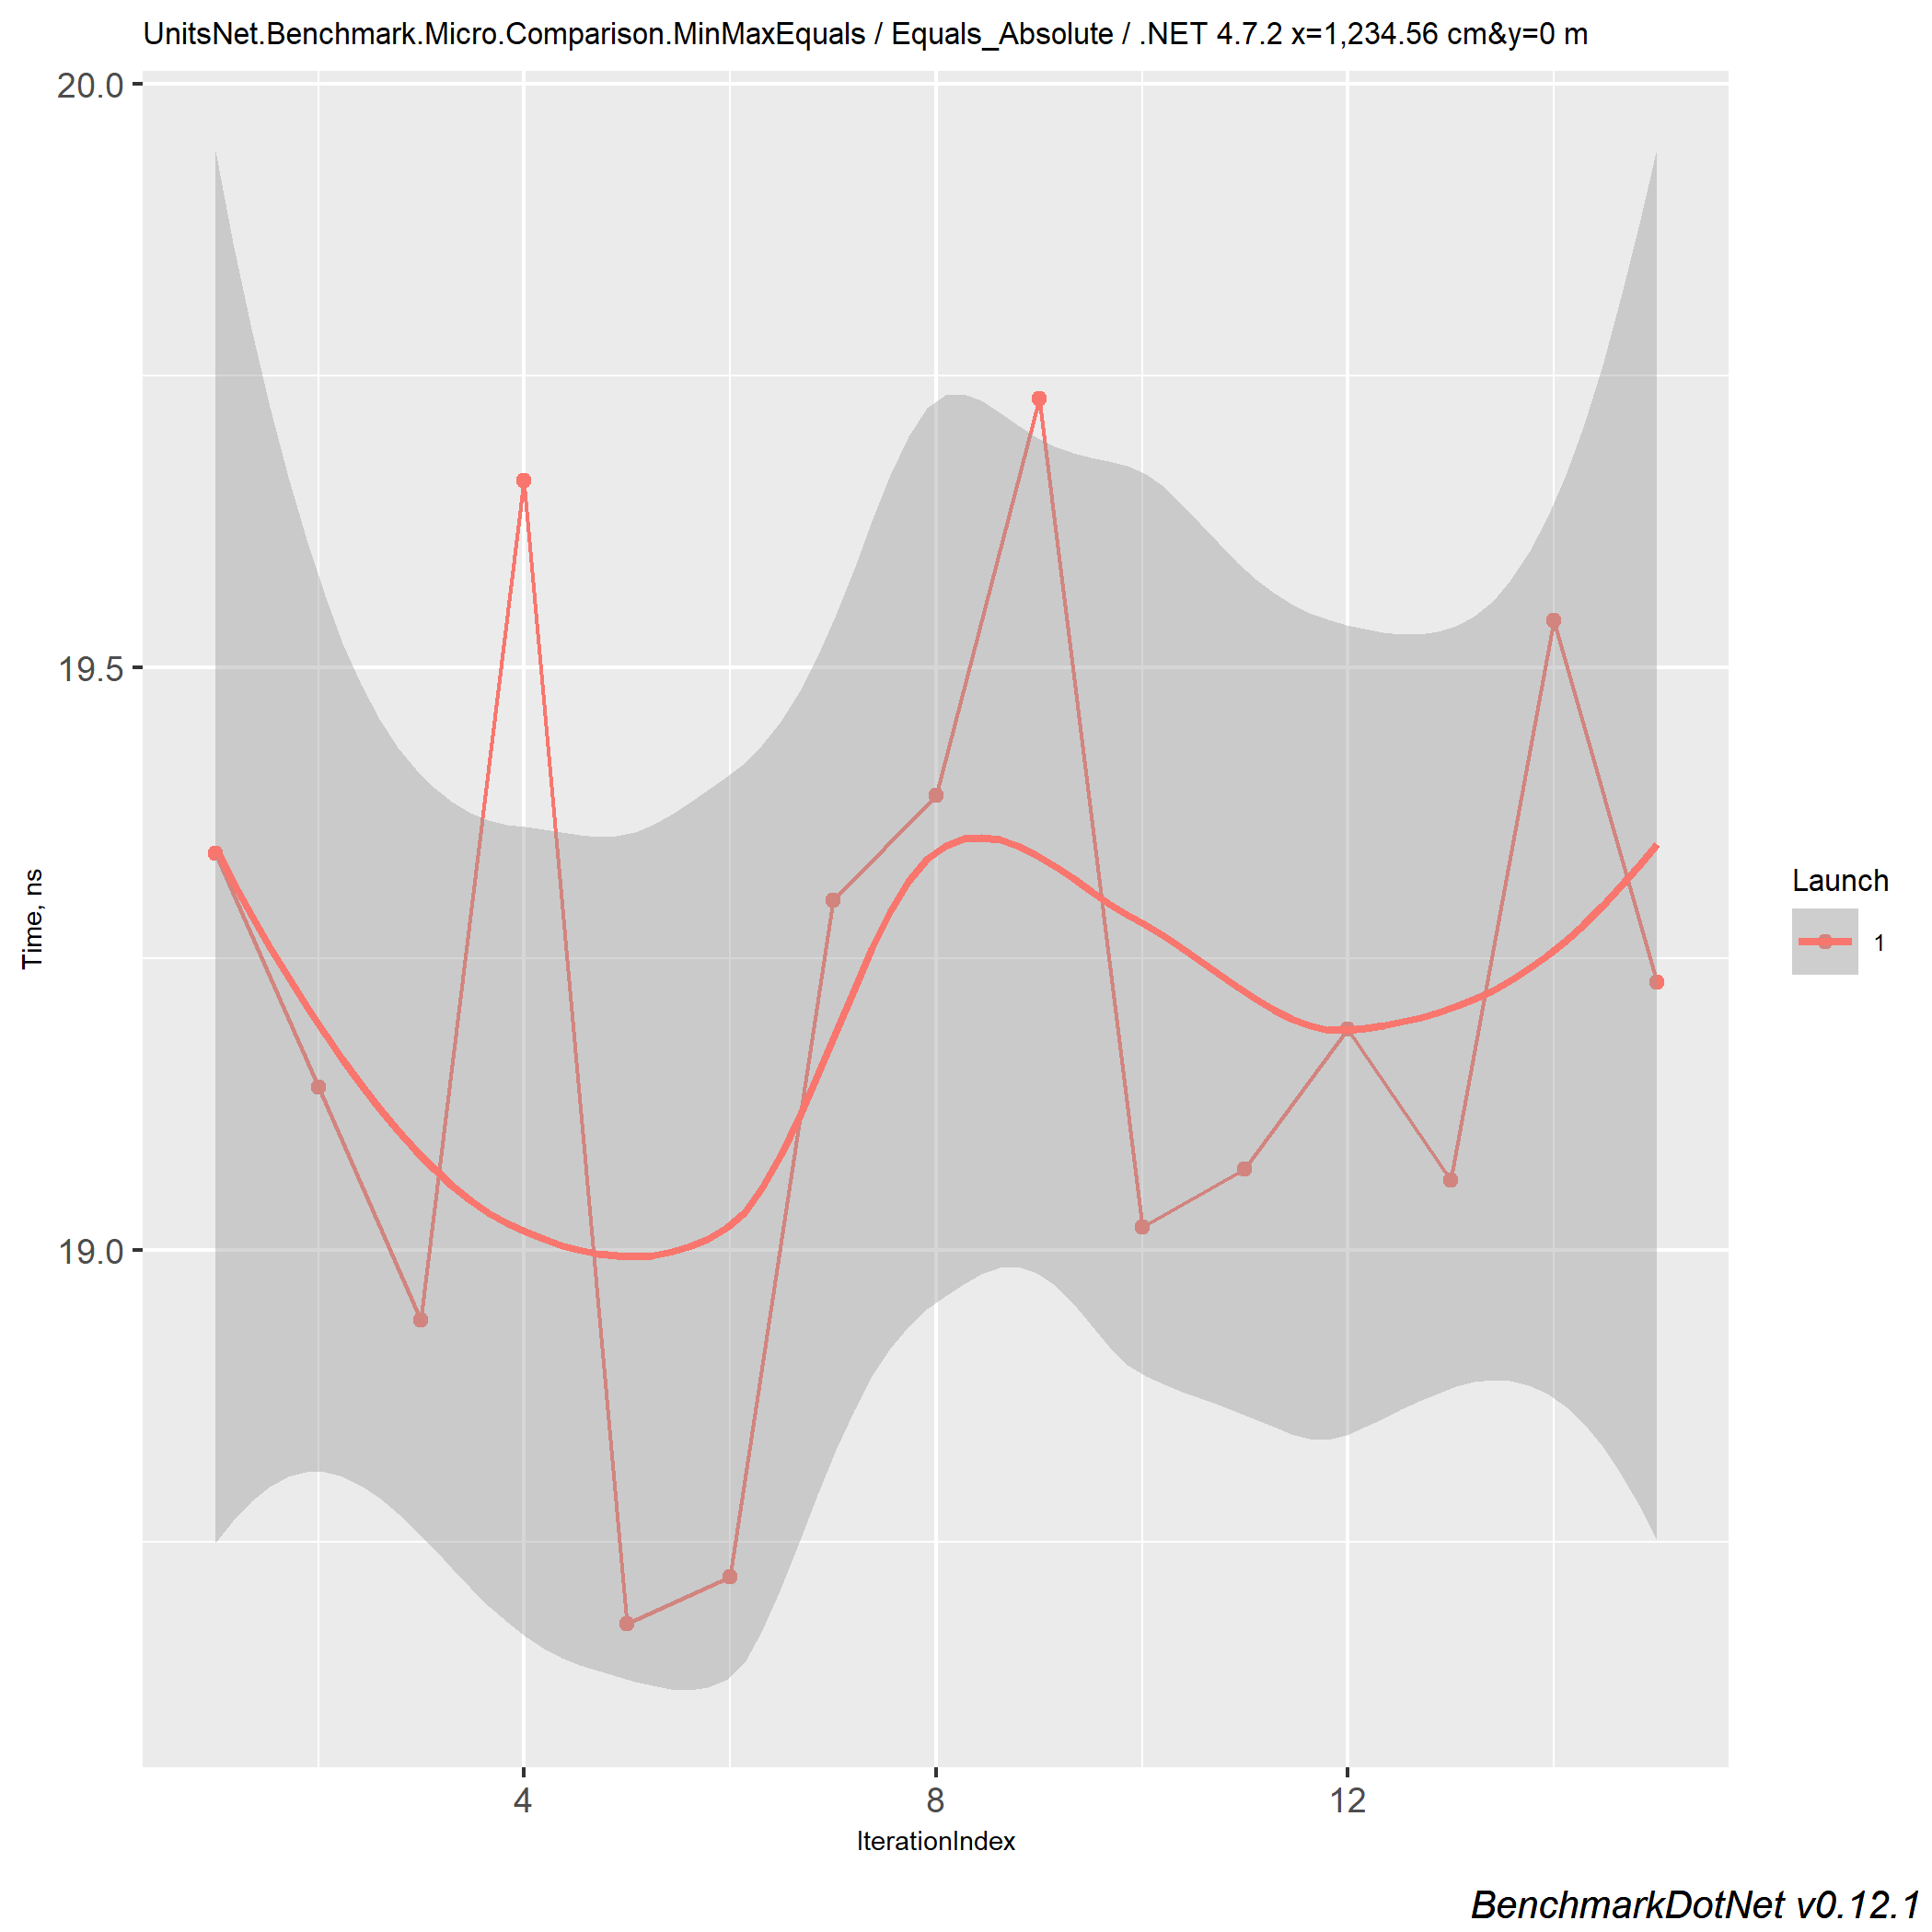 UnitsNet.Benchmark.Micro.Comparison.MinMaxEquals / Equals_Absolute / .NET 4.7.2 x=1,234.56 cm&y=0 m
20.0
19.5
19.0
Time, ns
4
8
12
IterationIndex
Launch
1
BenchmarkDotNet v0.12.1